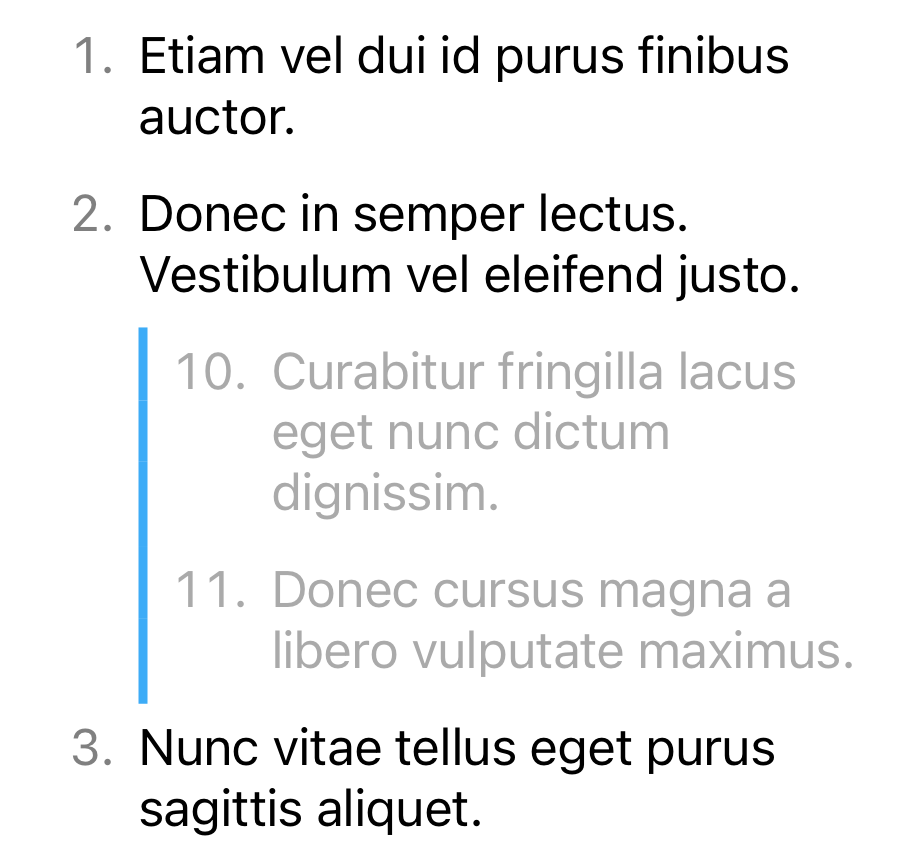 1. Etiam vel dui id purus finibus
auctor.
2. Donec in semper lectus.
Vestibulum vel eleifend justo.
10. Curabitur fringilla lacus
eget nunc dictum
dignissim.
11. Donec cursus magna a
libero vulputate maximus.
3. Nunc vitae tellus eget purus
sagittis aliquet.